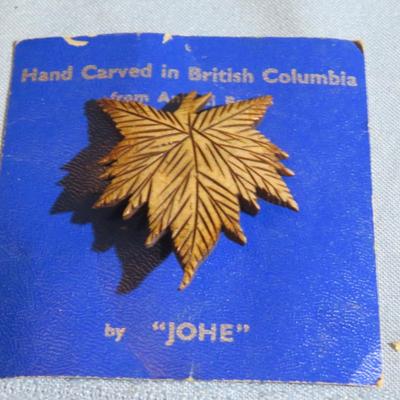 Hand Carved in British Columbia
from
by "JOHE"